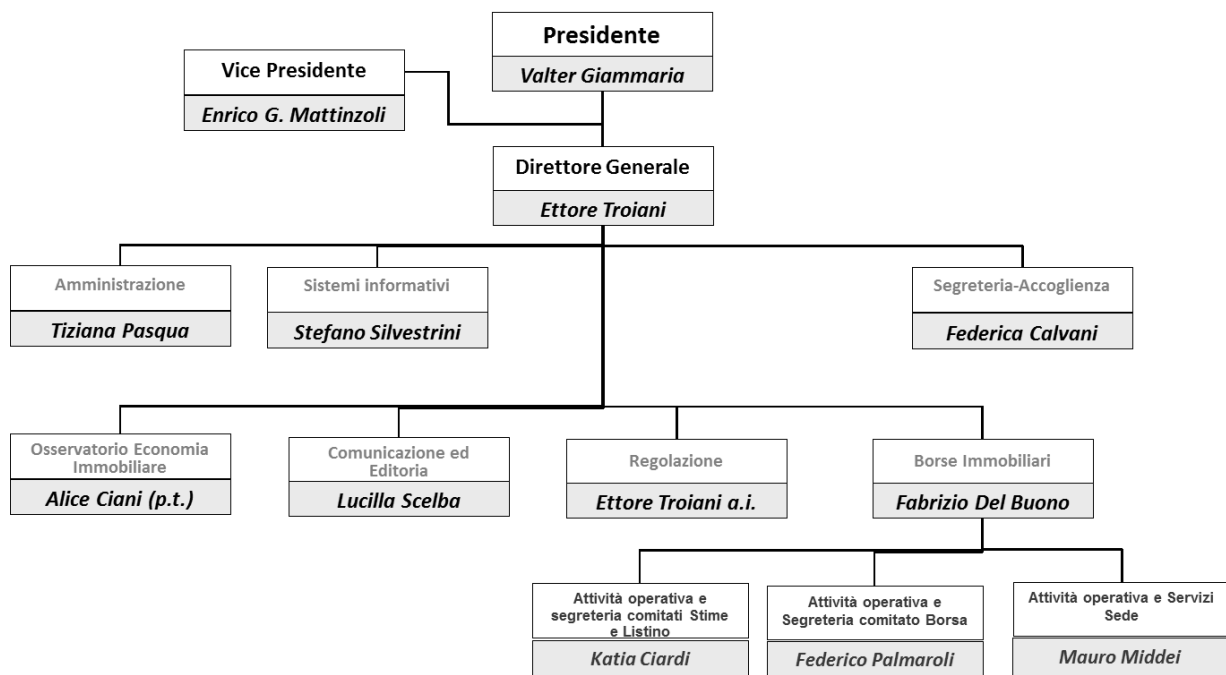 Presidente
Valter Giammaria
Vice Presidente
Enrico G. Mattinzoli
Direttore Generale
Ettore Troiani
Amministrazione
Tiziana Pasqua
Sistemi informativi
Stefano Silvestrini
Segreteria-Accoglienza
Federica Calvani
Osservatorio Economia
Immobiliare
Alice Ciani (p.t.)
Comunicazione ed
Editoria
Lucilla Scelba
Regolazione
Ettore Troiani a.i.
Borse Immobiliari
Fabrizio Del Buono
Attività operativa e
segreteria comitati Stime
e Listino
Katia Ciardi
Attività operativa e
Segreteria comitato Borsa
Federico Palmaroli
Attività operativa e Servizi
Sede
Mauro Middei